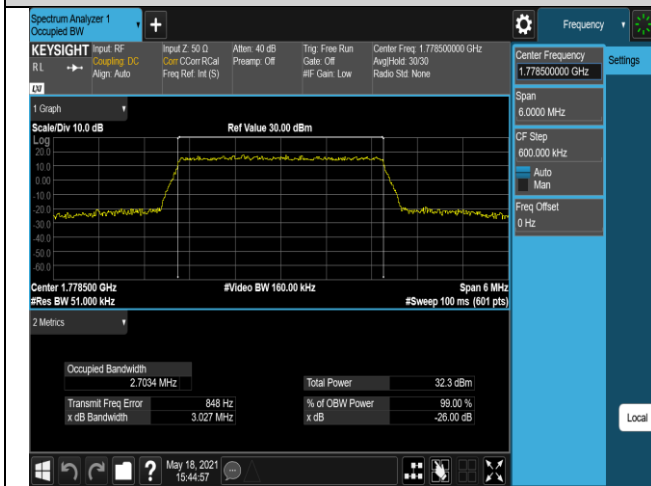 Spectrum Analyzer 1
Occupied BW
+
Frequency
KEYSIGHT
RL
LXI
Input: RF
Coupling: DC
Align: Auto
Input Z: 50 Ω
Corr CCorr RCal
Freq Ref: Int (S)
Atten: 40 dB
Preamp: Off
Trig: Free Run
Gate: Off
#IF Gain: Low
Center Freq: 1.778500000 GHz
Avg|Hold: 30/30
Radio Std: None
Center Frequency
1.778500000 GHz
Settings
Span
6.0000 MHz
CF Step
600.000 kHz
Auto
Man
Freq Offset
0 Hz
1 Graph
Scale/Div 10.0 dB
Ref Value 30.00 dBm
Log
20.0
10.0
0.00
-10.0
-20.0
-30.0
-40.0
-50.0
-60.0
Center 1.778500 GHz
#Video BW 160.00 kHz
Span 6 MHz
#Res BW 51.000 kHz
#Sweep 100 ms (601 pts)
2 Metrics
Occupied Bandwidth
2.7034 MHz
Total Power 32.3 dBm
Transmit Freq Error 848 Hz
% of OBW Power 99.00 %
x dB Bandwidth 3.027 MHz
x dB -26.00 dB
Local
?
May 18, 2021
15:44:57